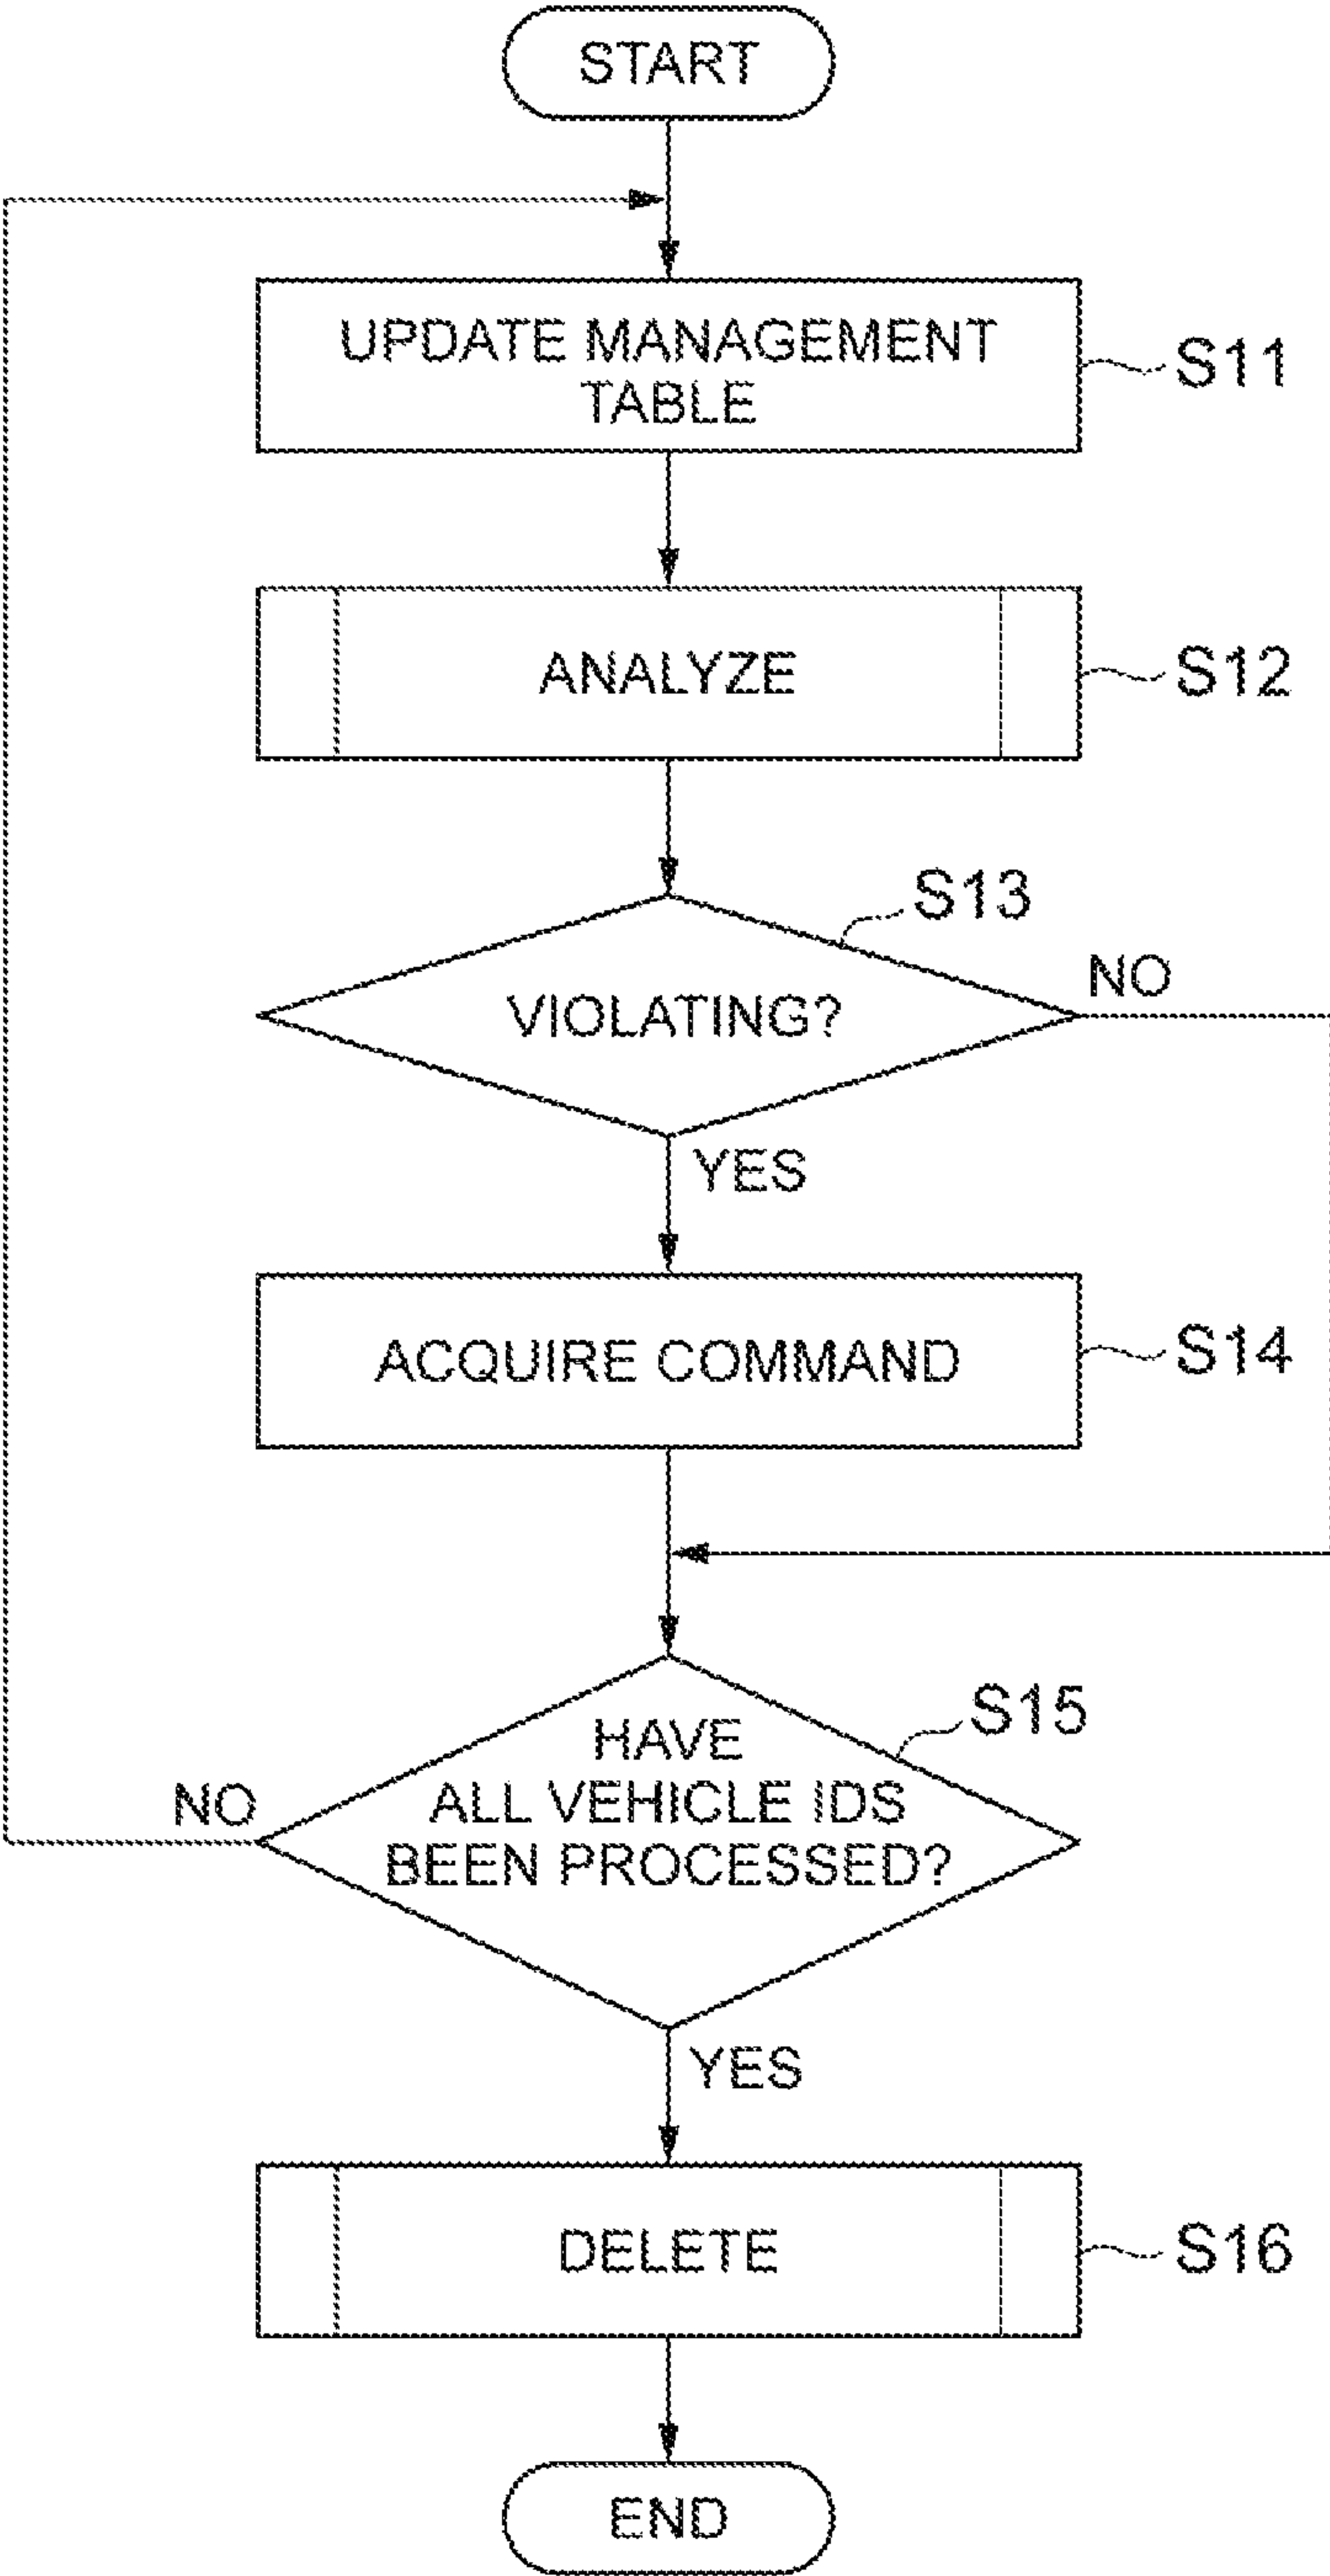 START
UPDATE MANAGEMENT
TABLE
S11
ANALYZE
S12
S13
VIOLATING?
NO
YES
ACQUIRE COMMAND
S14
S15
HAVE
ALL VEHICLE IDS
BEEN PROCESSED?
NO
YES
DELETE
S16
END